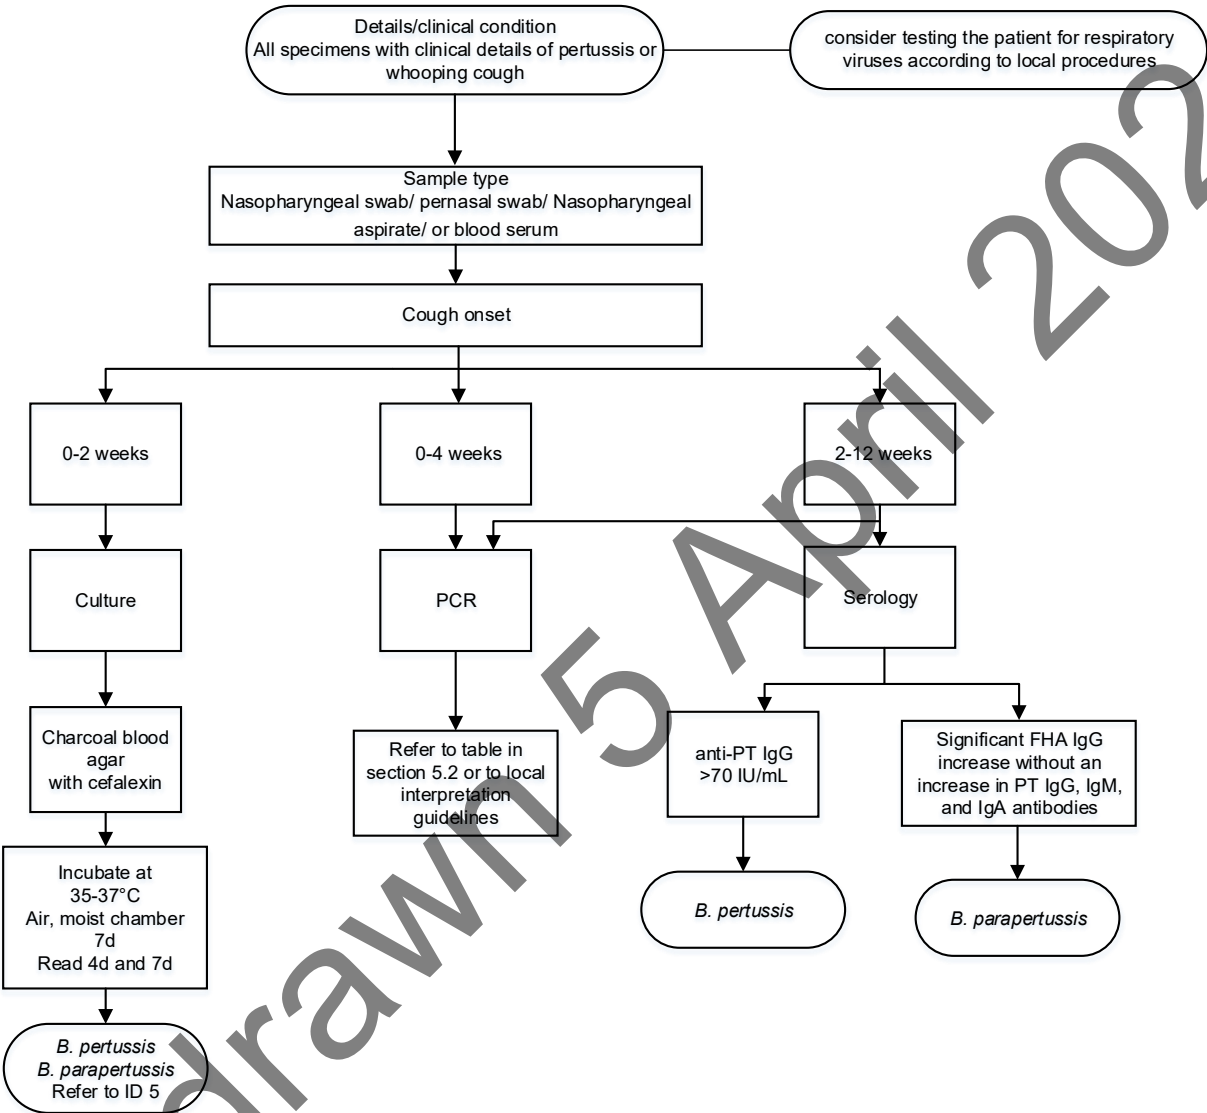 Details/clinical condition
All specimens with clinical details of pertussis or
whooping cough
consider testing the patient for respiratory
viruses according to local procedures
Sample type
Nasopharyngeal swab/ pernasal swab/ Nasopharyngeal
aspirate/ or blood serum
Cough onset
0-2 weeks
0-4 weeks
2-12 weeks
Culture
PCR
Serology
Charcoal blood
agar
with cefalexin
Refer to table in
section 5.2 or to local
interpretation
guidelines
anti-PT IgG
>70 IU/mL
Significant FHA IgG
increase without an
increase in PT IgG, IgM,
and IgA antibodies
Incubate at
35-37°C
Air, moist chamber
7d
Read 4d and 7d
B. pertussis
B. parapertussis
B. pertussis
B. parapertussis
Refer to ID 5
drawn 5 April 202